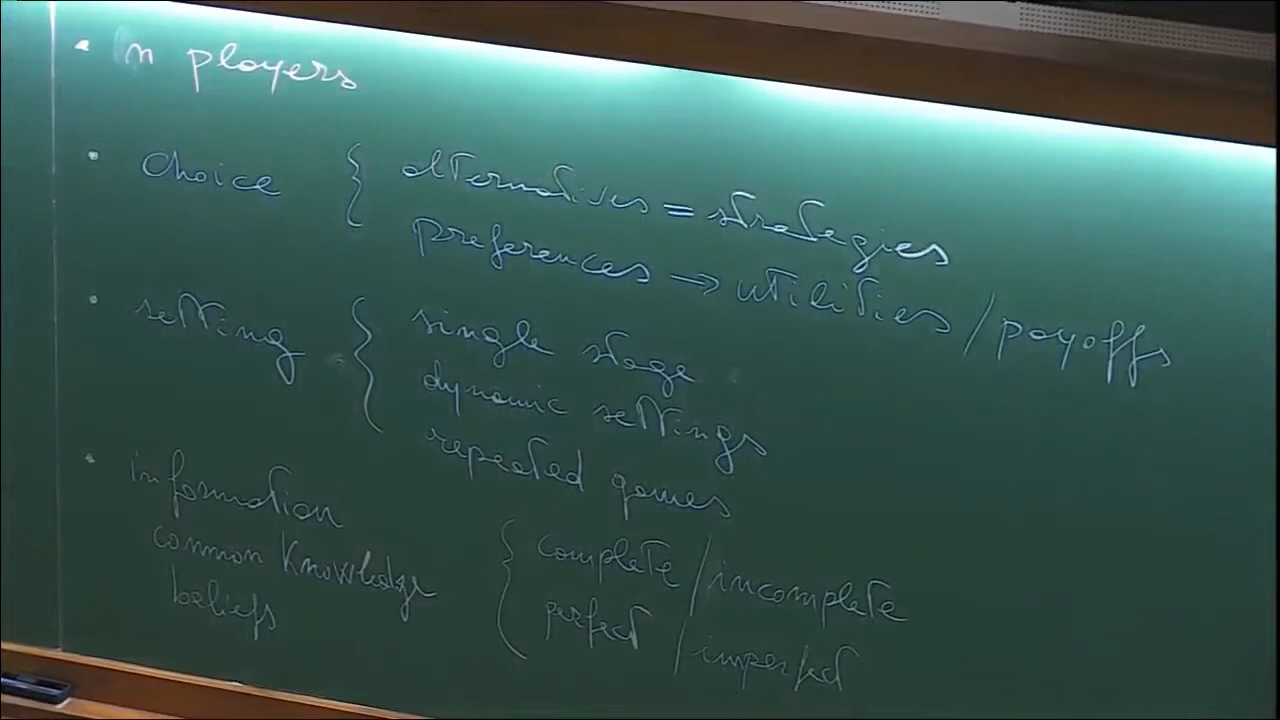 • n players
• choice { alternatives = strategies
preferences → utilities / payoffs
• setting { single stage
dynamic settings
repeated games
• information
common knowledge { complete / incomplete
beliefs perfect / imperfect